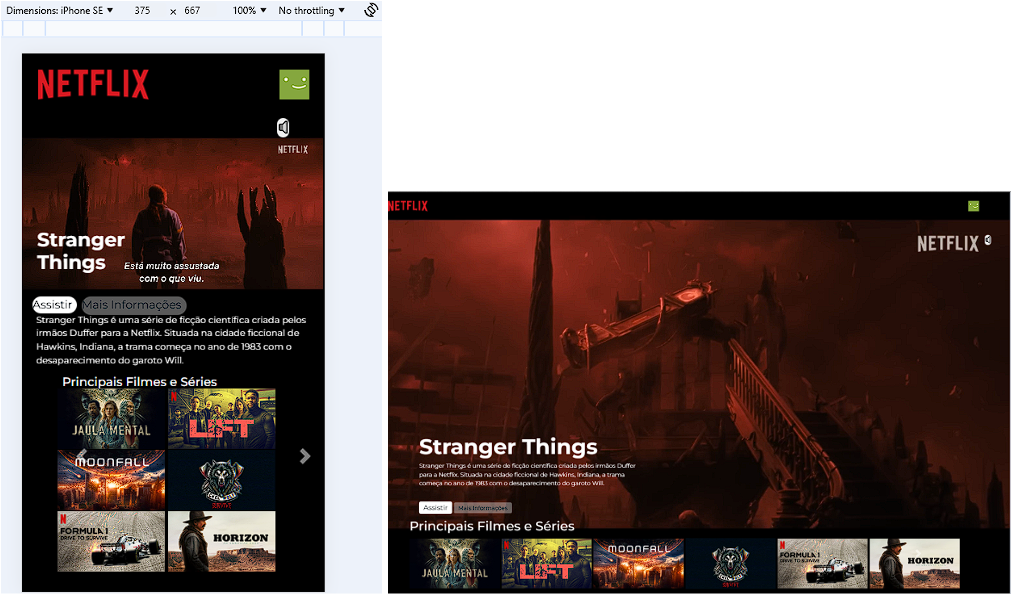 Dimensions: iPhone SE ▼ 375 x 667 100% ▼ No throttling ▼
NETFLIX
NETFLIX
Stranger
Things
Está muito assustada
com o que viu.
Assistir Mais Informações
Stranger Things é uma série de ficção científica criada pelos
irmãos Duffer para a Netflix. Situada na cidade ficcional de
Hawkins, Indiana, a trama começa no ano de 1983 com o
desaparecimento do garoto Will.
Principais Filmes e Séries
JAULA MENTAL
LIFT
MOONFALL
SURVIVE
FORMULA 1
DRIVE TO SURVIVE
HORIZON
NETFLIX
NETFLIX
Stranger Things
Stranger Things é uma série de ficção científica criada pelos irmãos Duffer
para a Netflix. Situada na cidade ficcional de Hawkins, Indiana, a trama
começa no ano de 1983 com o desaparecimento do garoto Will.
Assistir Mais Informações
Principais Filmes e Séries
JAULA MENTAL
LIFT
MOONFALL
FORMULA 1
DRIVE TO SURVIVE
HORIZON